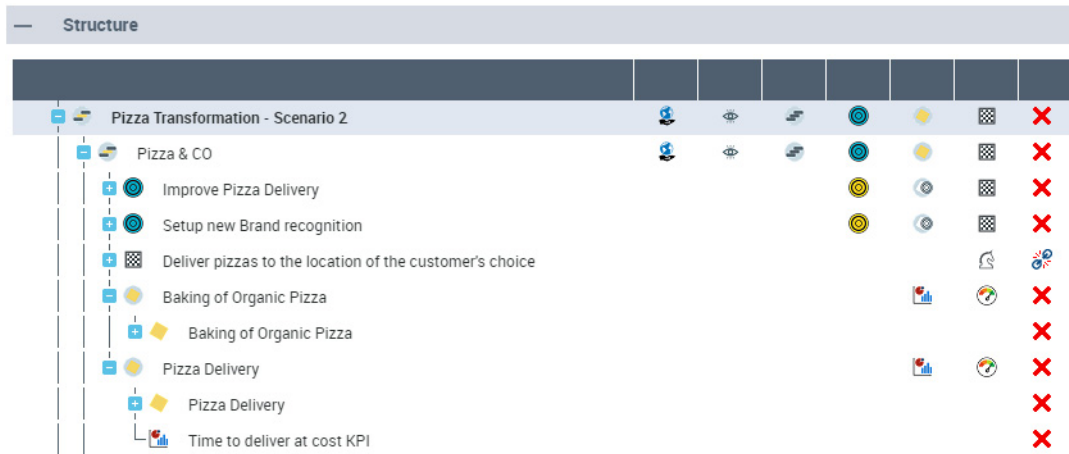 Structure
Pizza Transformation - Scenario 2
Pizza & CO
Improve Pizza Delivery
Setup new Brand recognition
Deliver pizzas to the location of the customer's choice
Baking of Organic Pizza
Baking of Organic Pizza
Pizza Delivery
Pizza Delivery
Time to deliver at cost KPI